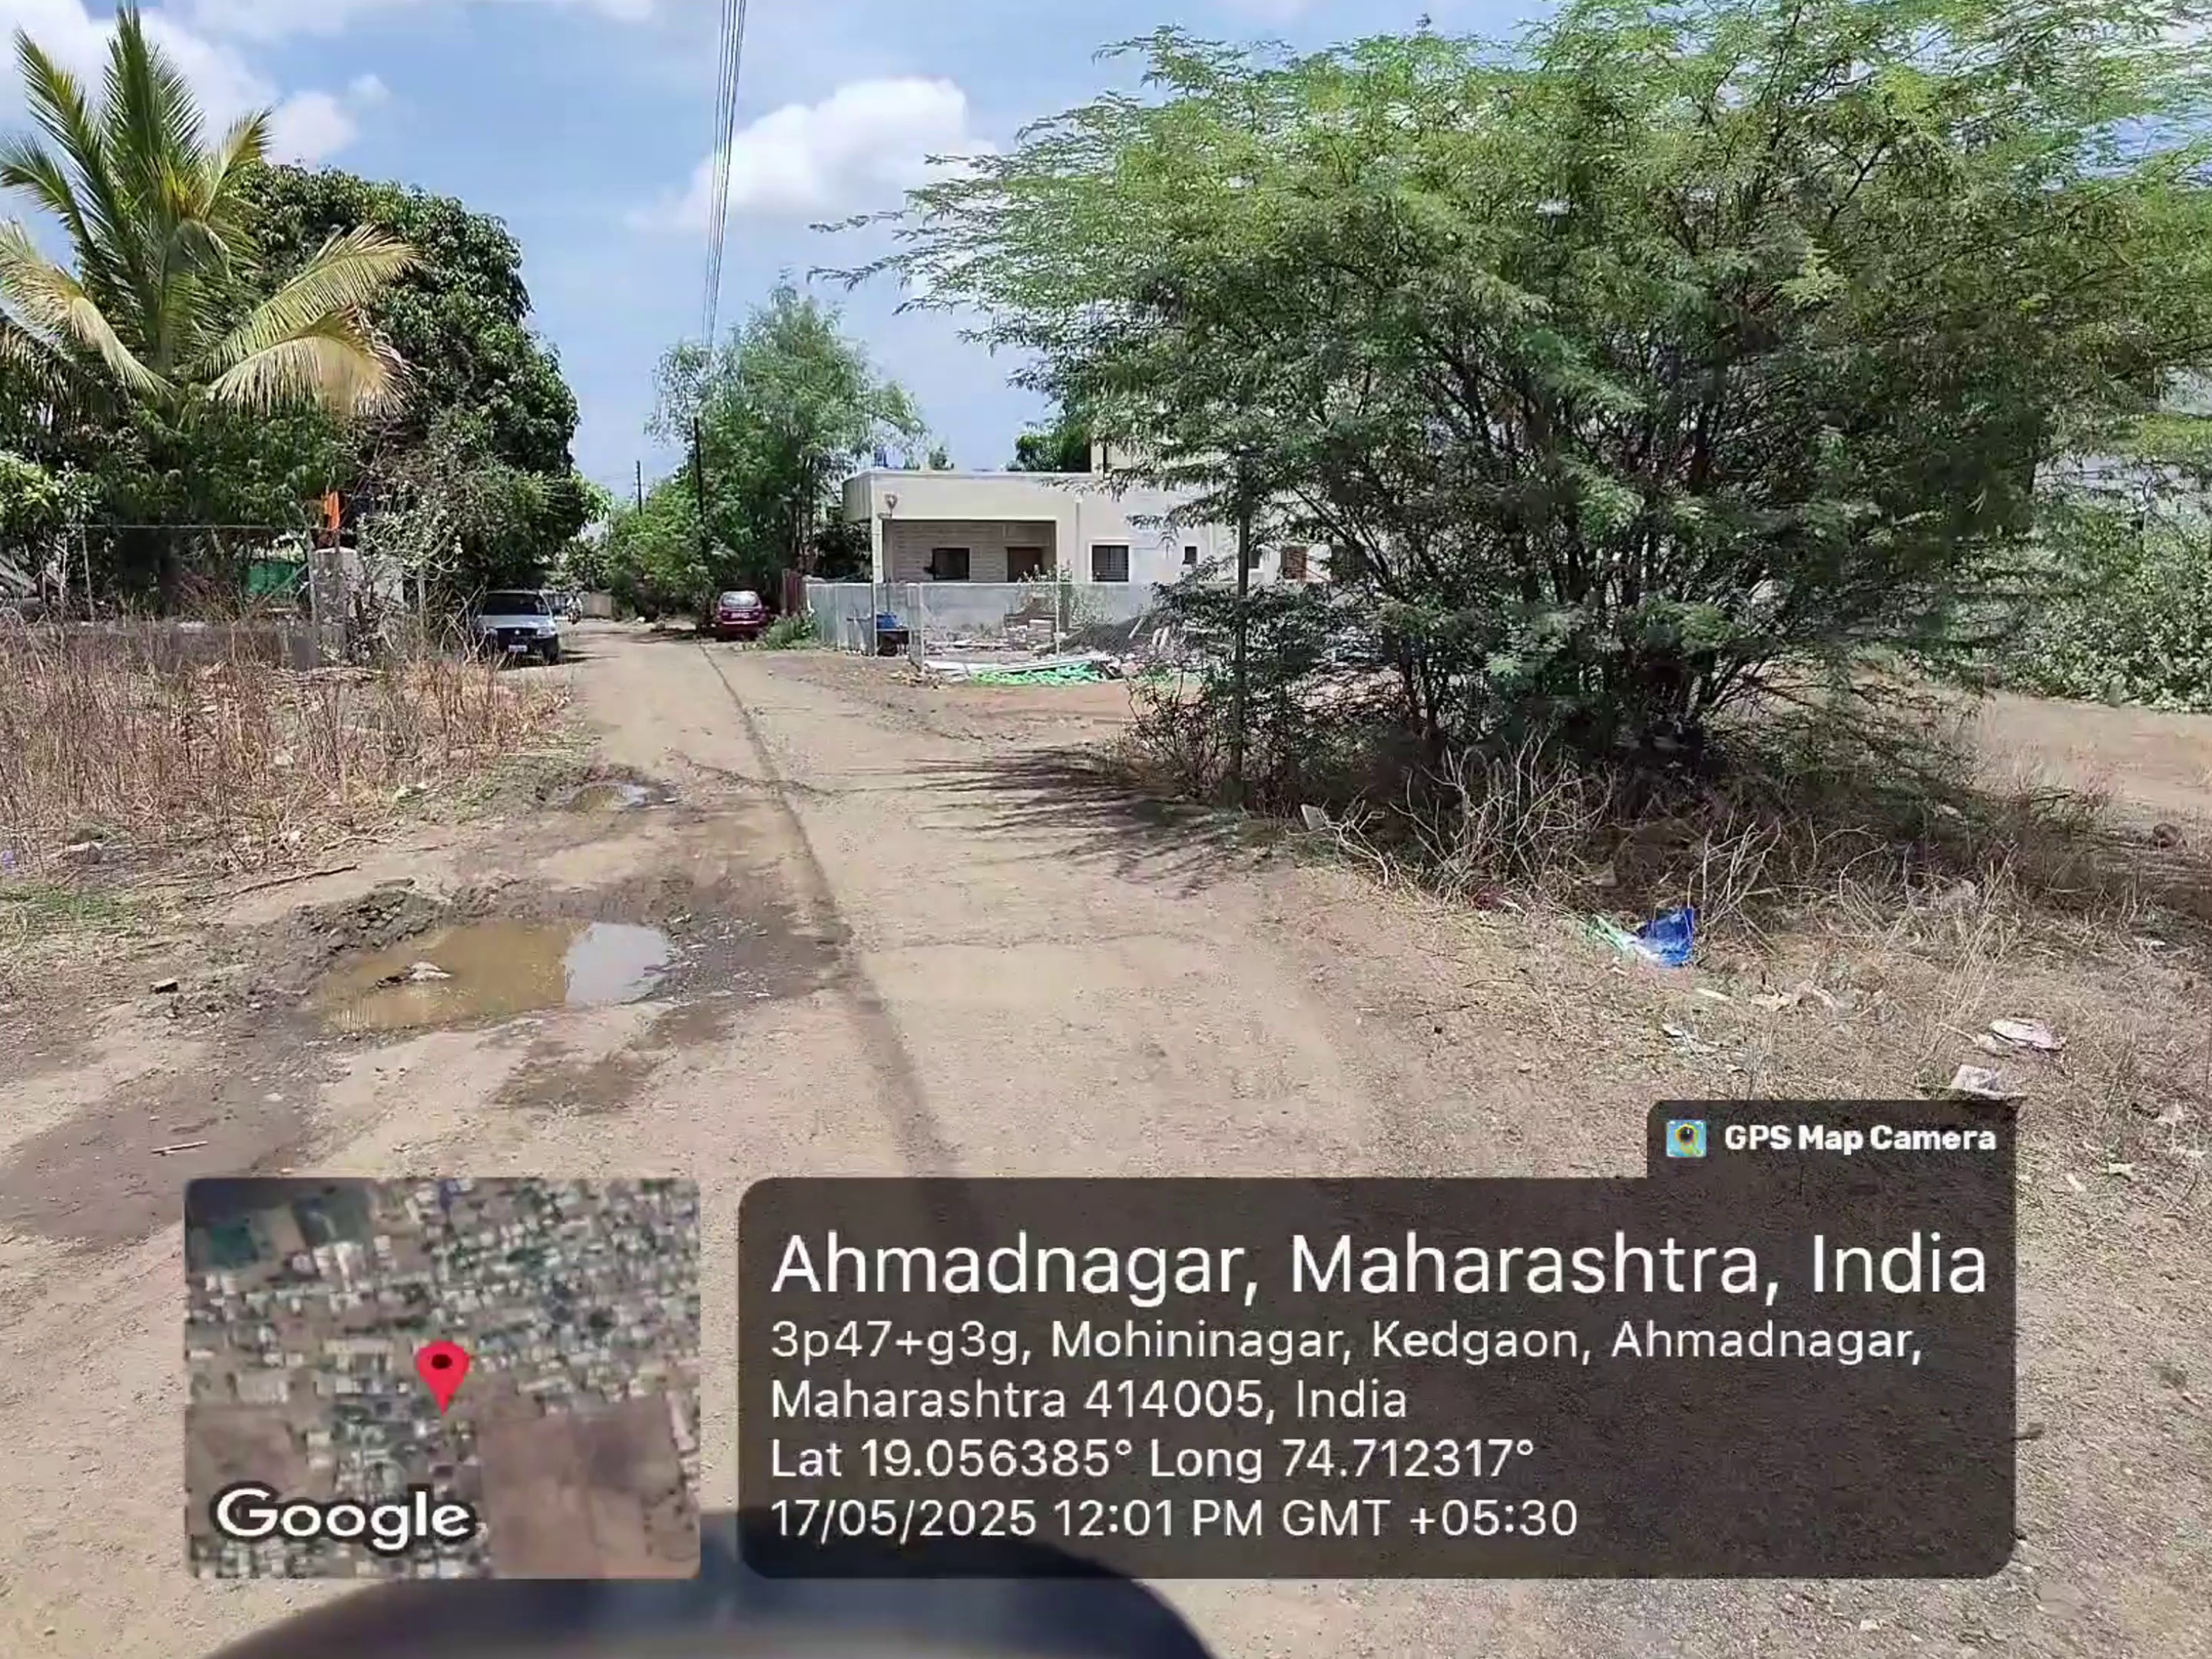 GPS Map Camera
Ahmadnagar, Maharashtra, India
3p47+g3g, Mohininagar, Kedgaon, Ahmadnagar,
Maharashtra 414005, India
Lat 19.056385° Long 74.712317°
17/05/2025 12:01 PM GMT +05:30
Google